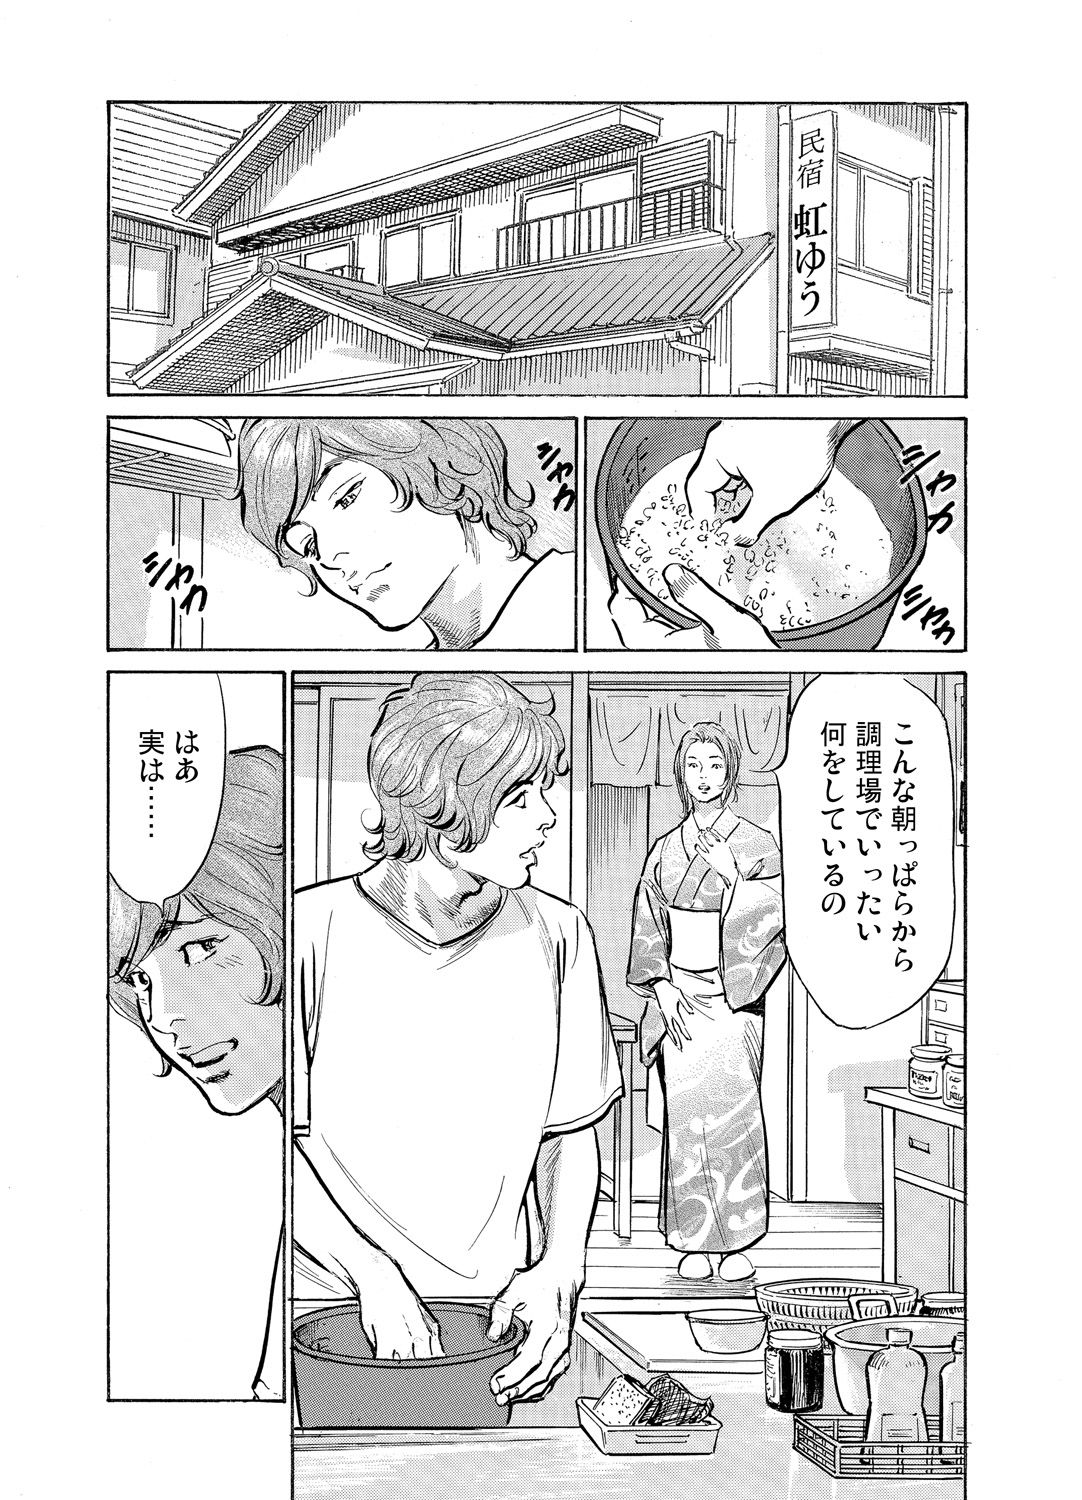 民宿 虹ゆう
シャカ
シャカ
シャカ
シャカ
こんな朝っぱらから
調理場でいったい
何をしているの
はあ
実は……